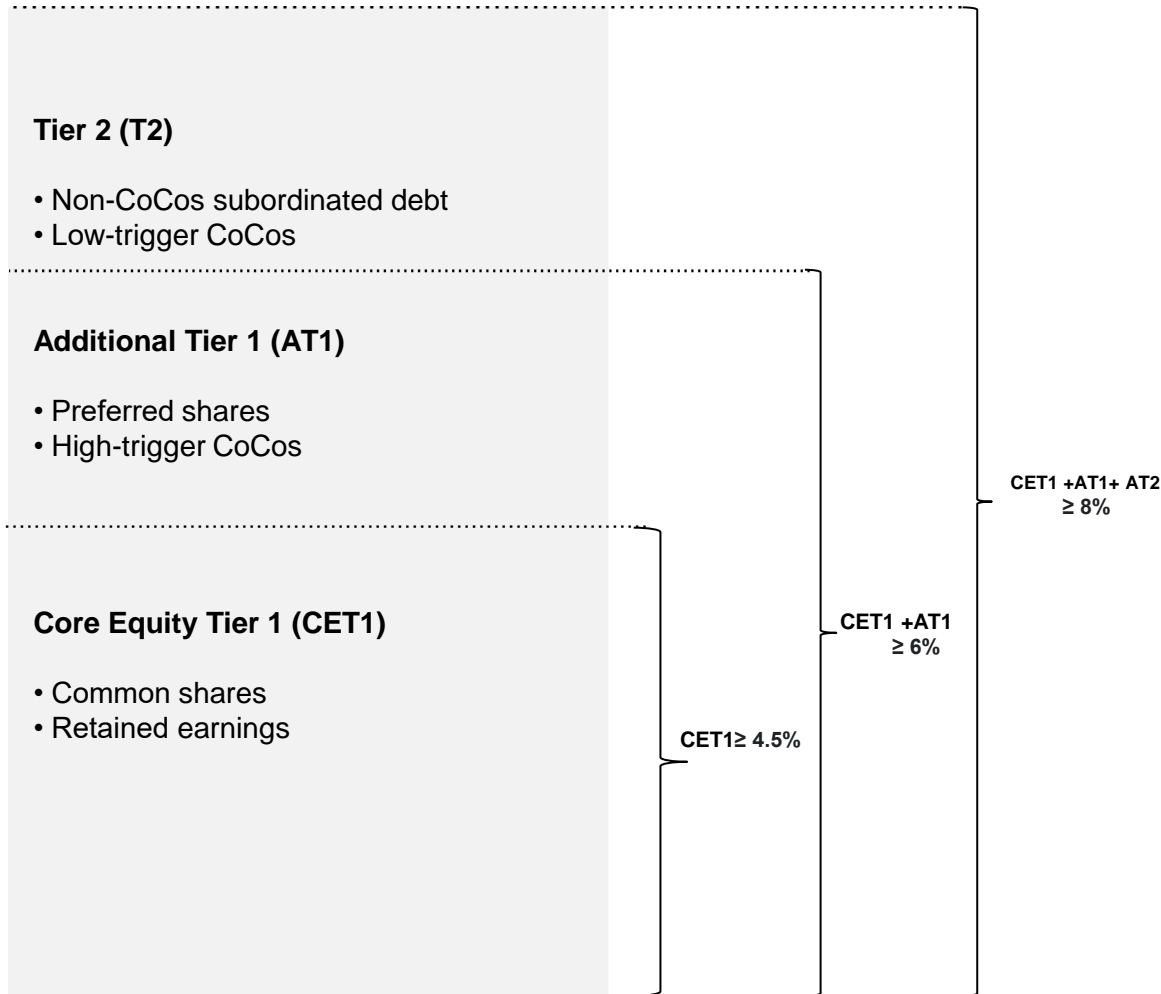 Tier 2 (T2)
• Non-CoCos subordinated debt
• Low-trigger CoCos
Additional Tier 1 (AT1)
• Preferred shares
• High-trigger CoCos
Core Equity Tier 1 (CET1)
• Common shares
• Retained earnings
CET1≥ 4.5%
CET1 +AT1
≥ 6%
CET1 +AT1+ AT2
≥ 8%